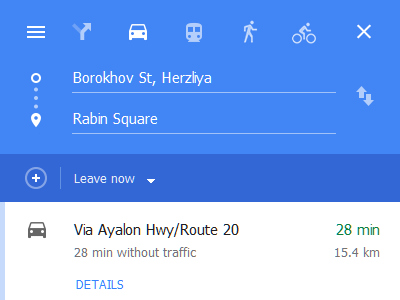 Borokhov St, Herzliya
Rabin Square
Leave now
Via Ayalon Hwy/Route 20 28 min
28 min without traffic 15.4 km
DETAILS